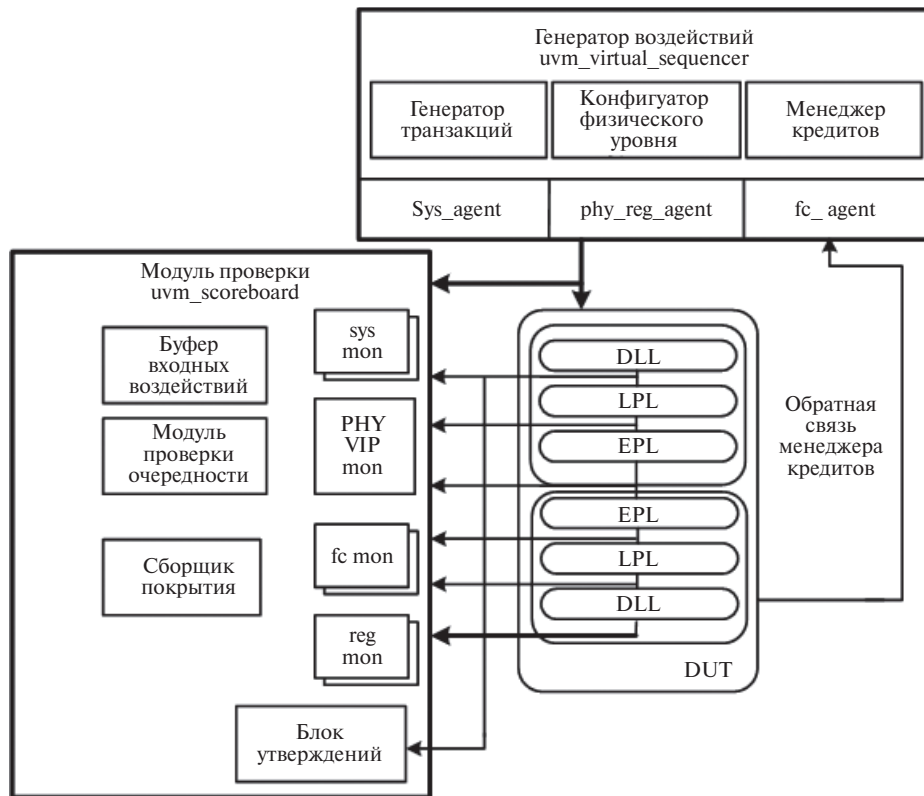 Генератор воздействий
uvm_virtual_sequencer
Генератор
транзакций
Конфигуатор
физического
уровня
Менеджер
кредитов
Sys_agent
phy_reg_agent
fc_ agent
Модуль проверки
uvm_scoreboard
Буфер
входных
воздействий
Модуль
проверки
очередности
Сборщик
покрытия
sys
mon
PHY
VIP
mon
fc mon
reg
mon
Блок
утверждений
DLL
LPL
EPL
EPL
LPL
DLL
DUT
Обратная
связь
менеджера
кредитов